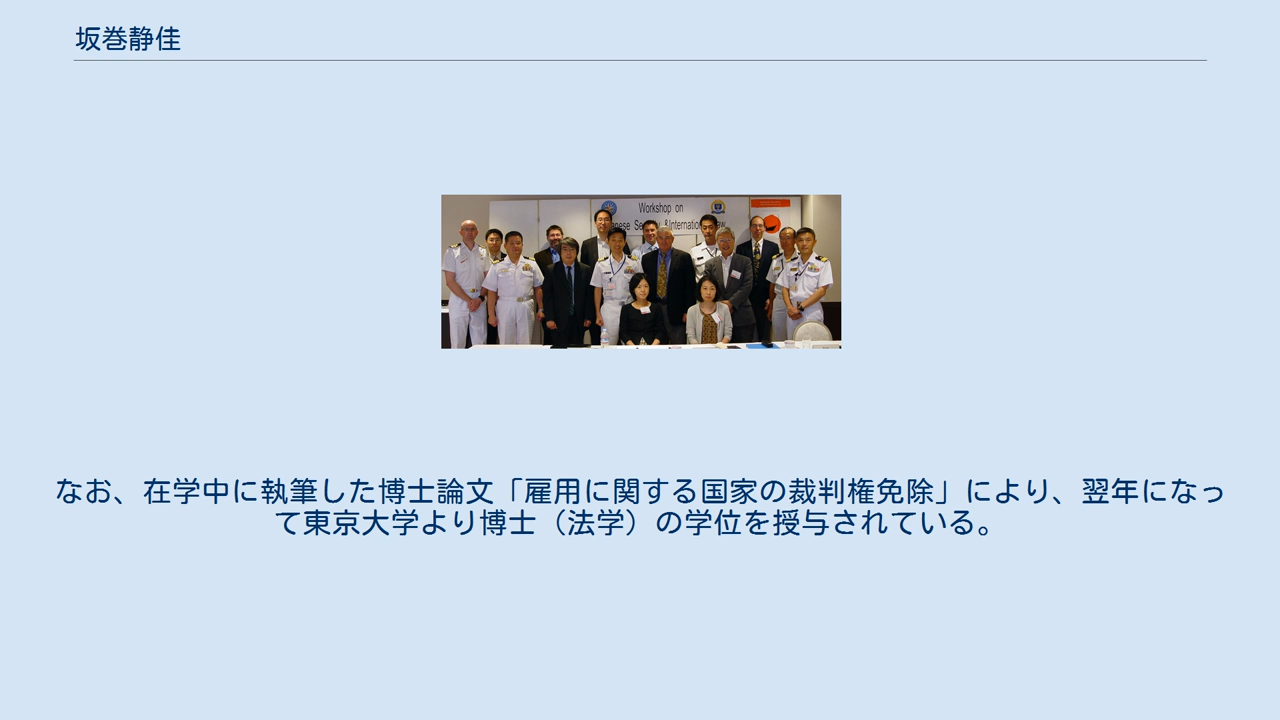 坂巻静佳
Workshop on
Security & International Law
なお、在学中に執筆した博士論文「雇用に関する国家の裁判権免除」により、翌年になっ
て東京大学より博士（法学）の学位を授与されている。